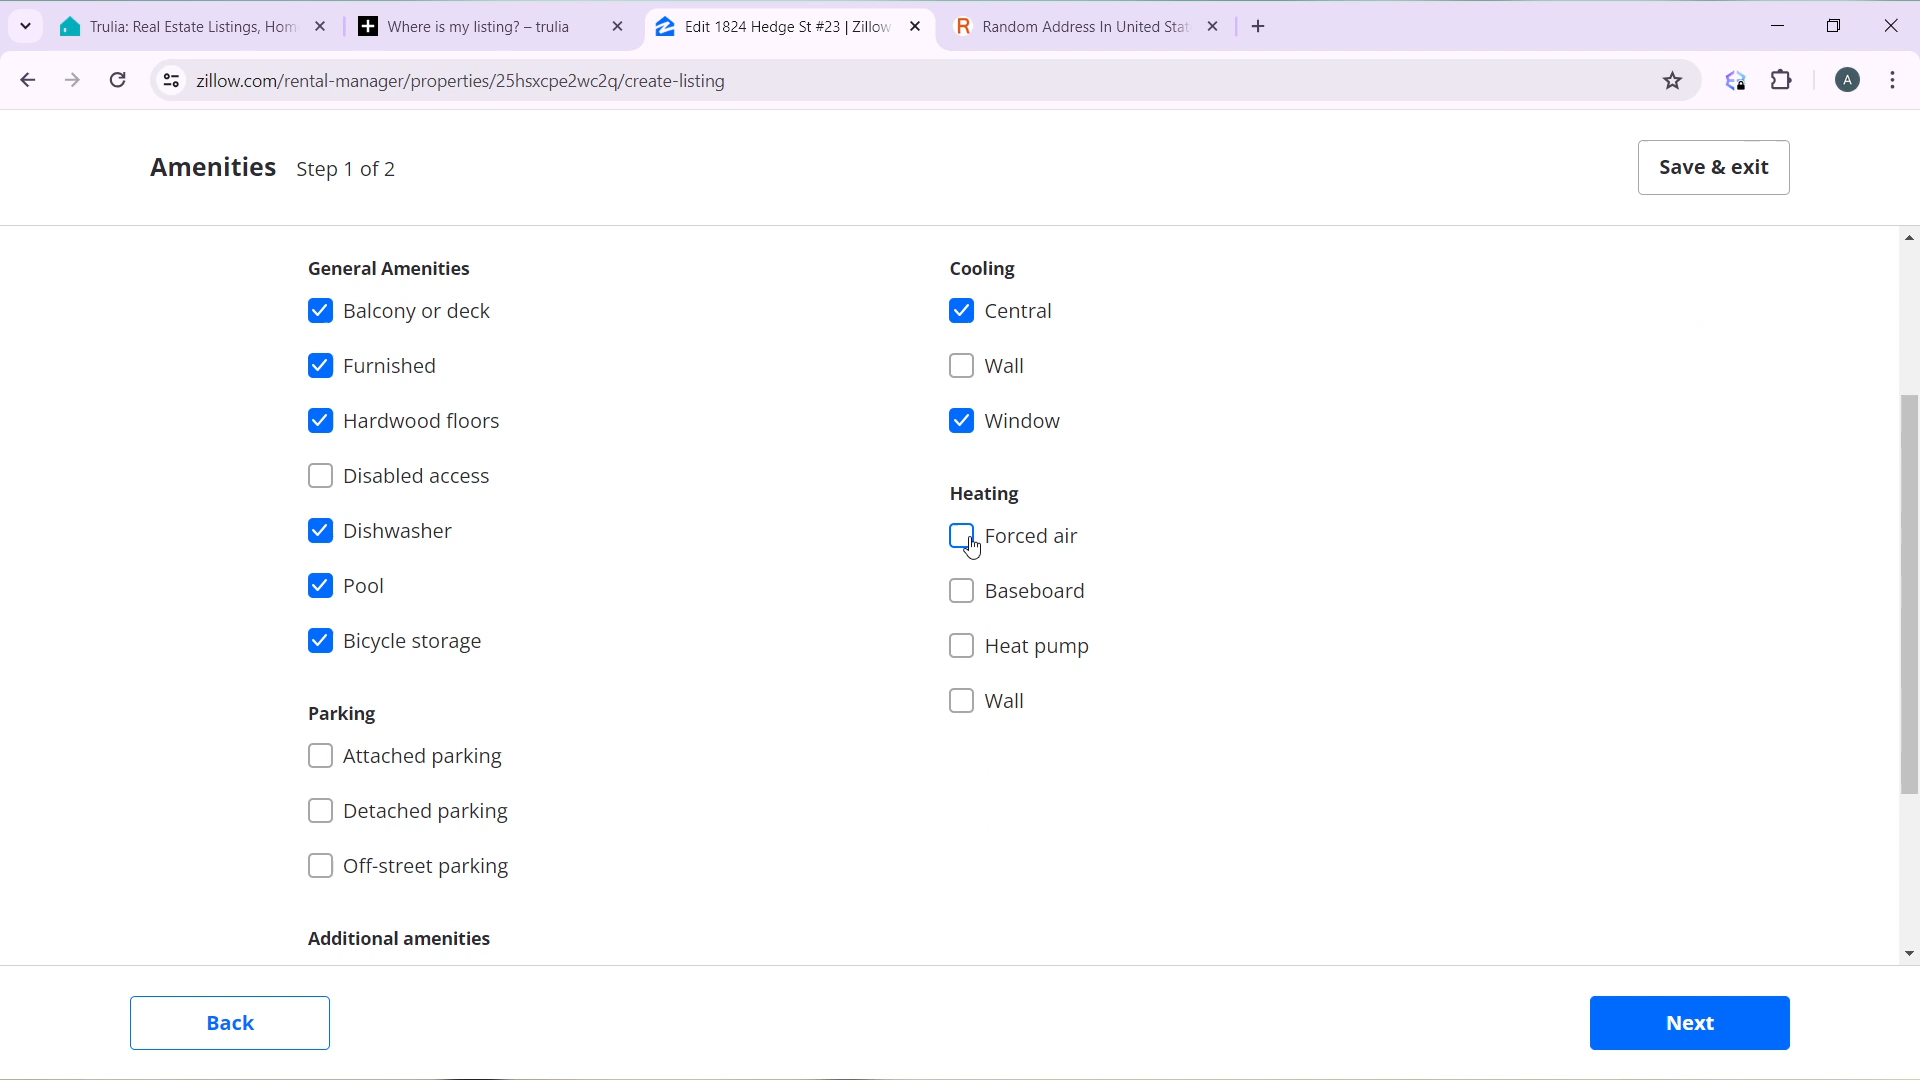 Trulia: Real Estate Listings, Hom
Where is my listing? – trulia
Edit 1824 Hedge St #23 | Zillow
R Random Address In United Stat
zillow.com/rental-manager/properties/25hsxcpe2wc2q/create-listing
A
Amenities Step 1 of 2
Save & exit
General Amenities
Balcony or deck
Furnished
Hardwood floors
Disabled access
Dishwasher
Pool
Bicycle storage
Parking
Attached parking
Detached parking
Off-street parking
Additional amenities
Cooling
Central
Wall
Window
Heating
Forced air
Baseboard
Heat pump
Wall
Back
Next